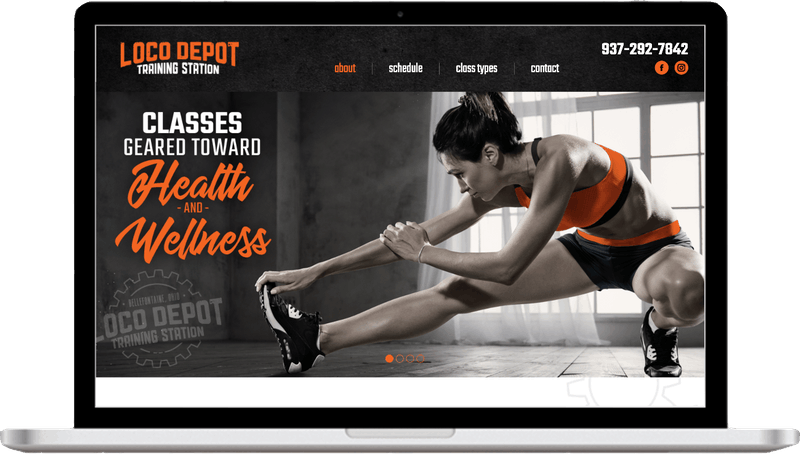 LOCO DEPOT
TRAINING STATION
937-292-7842
about
schedule
class types
contact
CLASSES
GEARED TOWARD
Health
- AND -
Wellness
BELLEFONTAINE, OHIO
LOCO DEPOT
TRAINING STATION